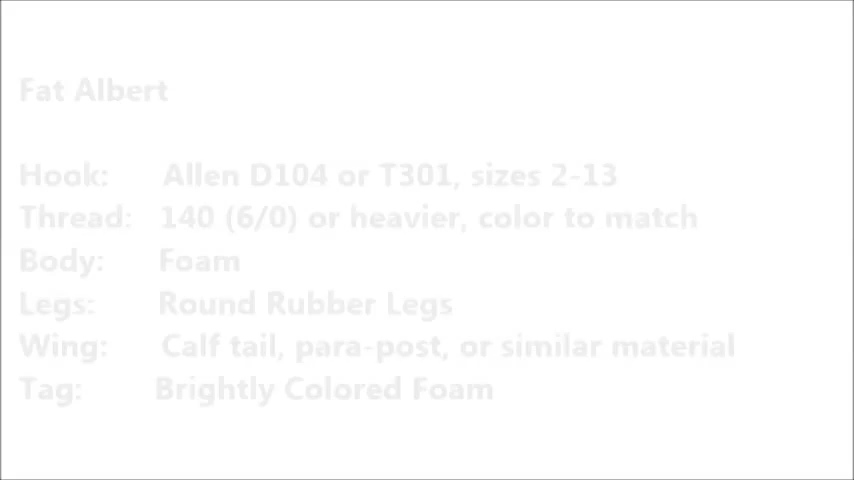 Fat Albert
Hook: Allen D104 or T301, sizes 2-13
Thread: 140 (6/0) or heavier, color to match
Body: Foam
Legs: Round Rubber Legs
Wing: Calf tail, para-post, or similar material
Tag: Brightly Colored Foam